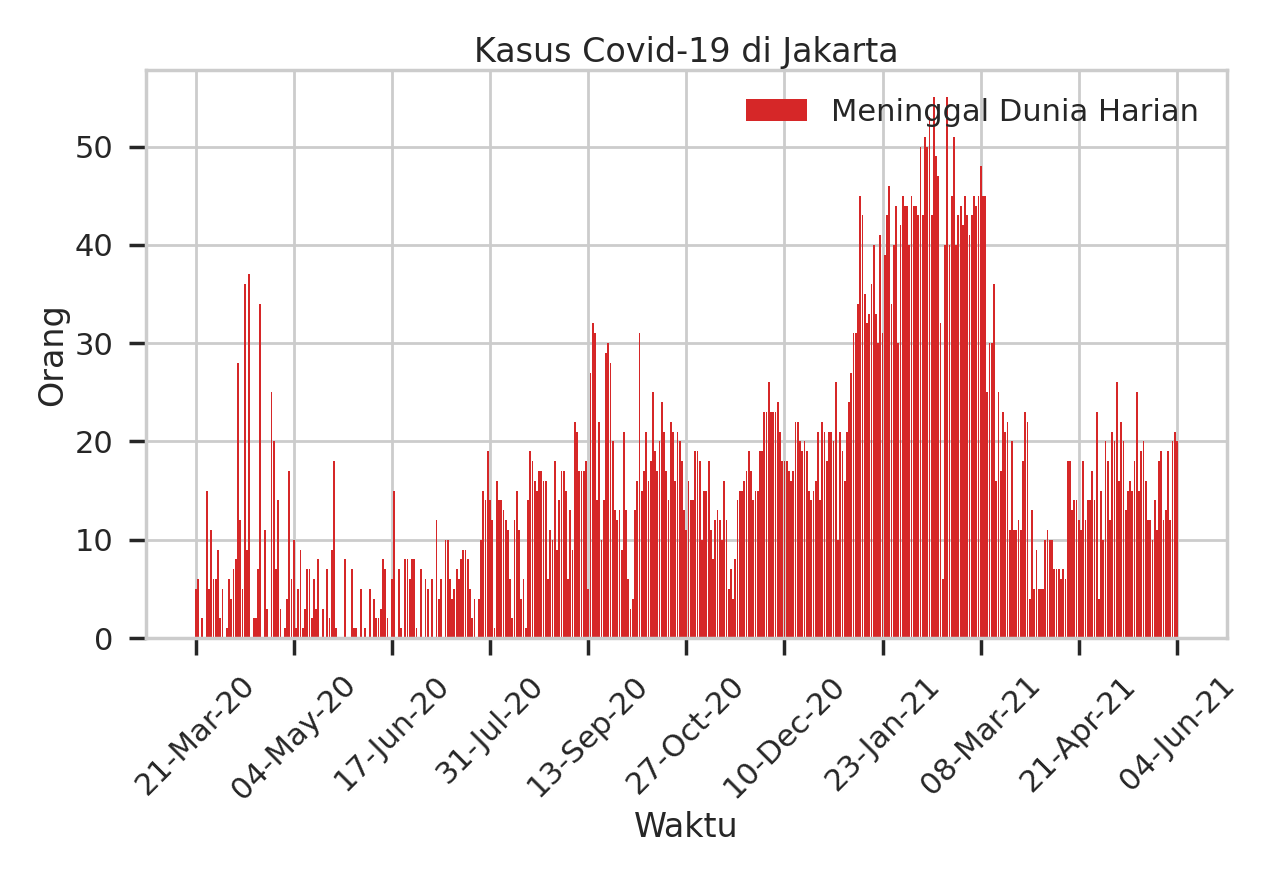 Kasus Covid-19 di Jakarta
Meninggal Dunia Harian
50
40
30
20
10
0
Orang
21-Mar-20
04-May-20
17-Jun-20
31-Jul-20
13-Sep-20
27-Oct-20
10-Dec-20
23-Jan-21
08-Mar-21
21-Apr-21
04-Jun-21
Waktu